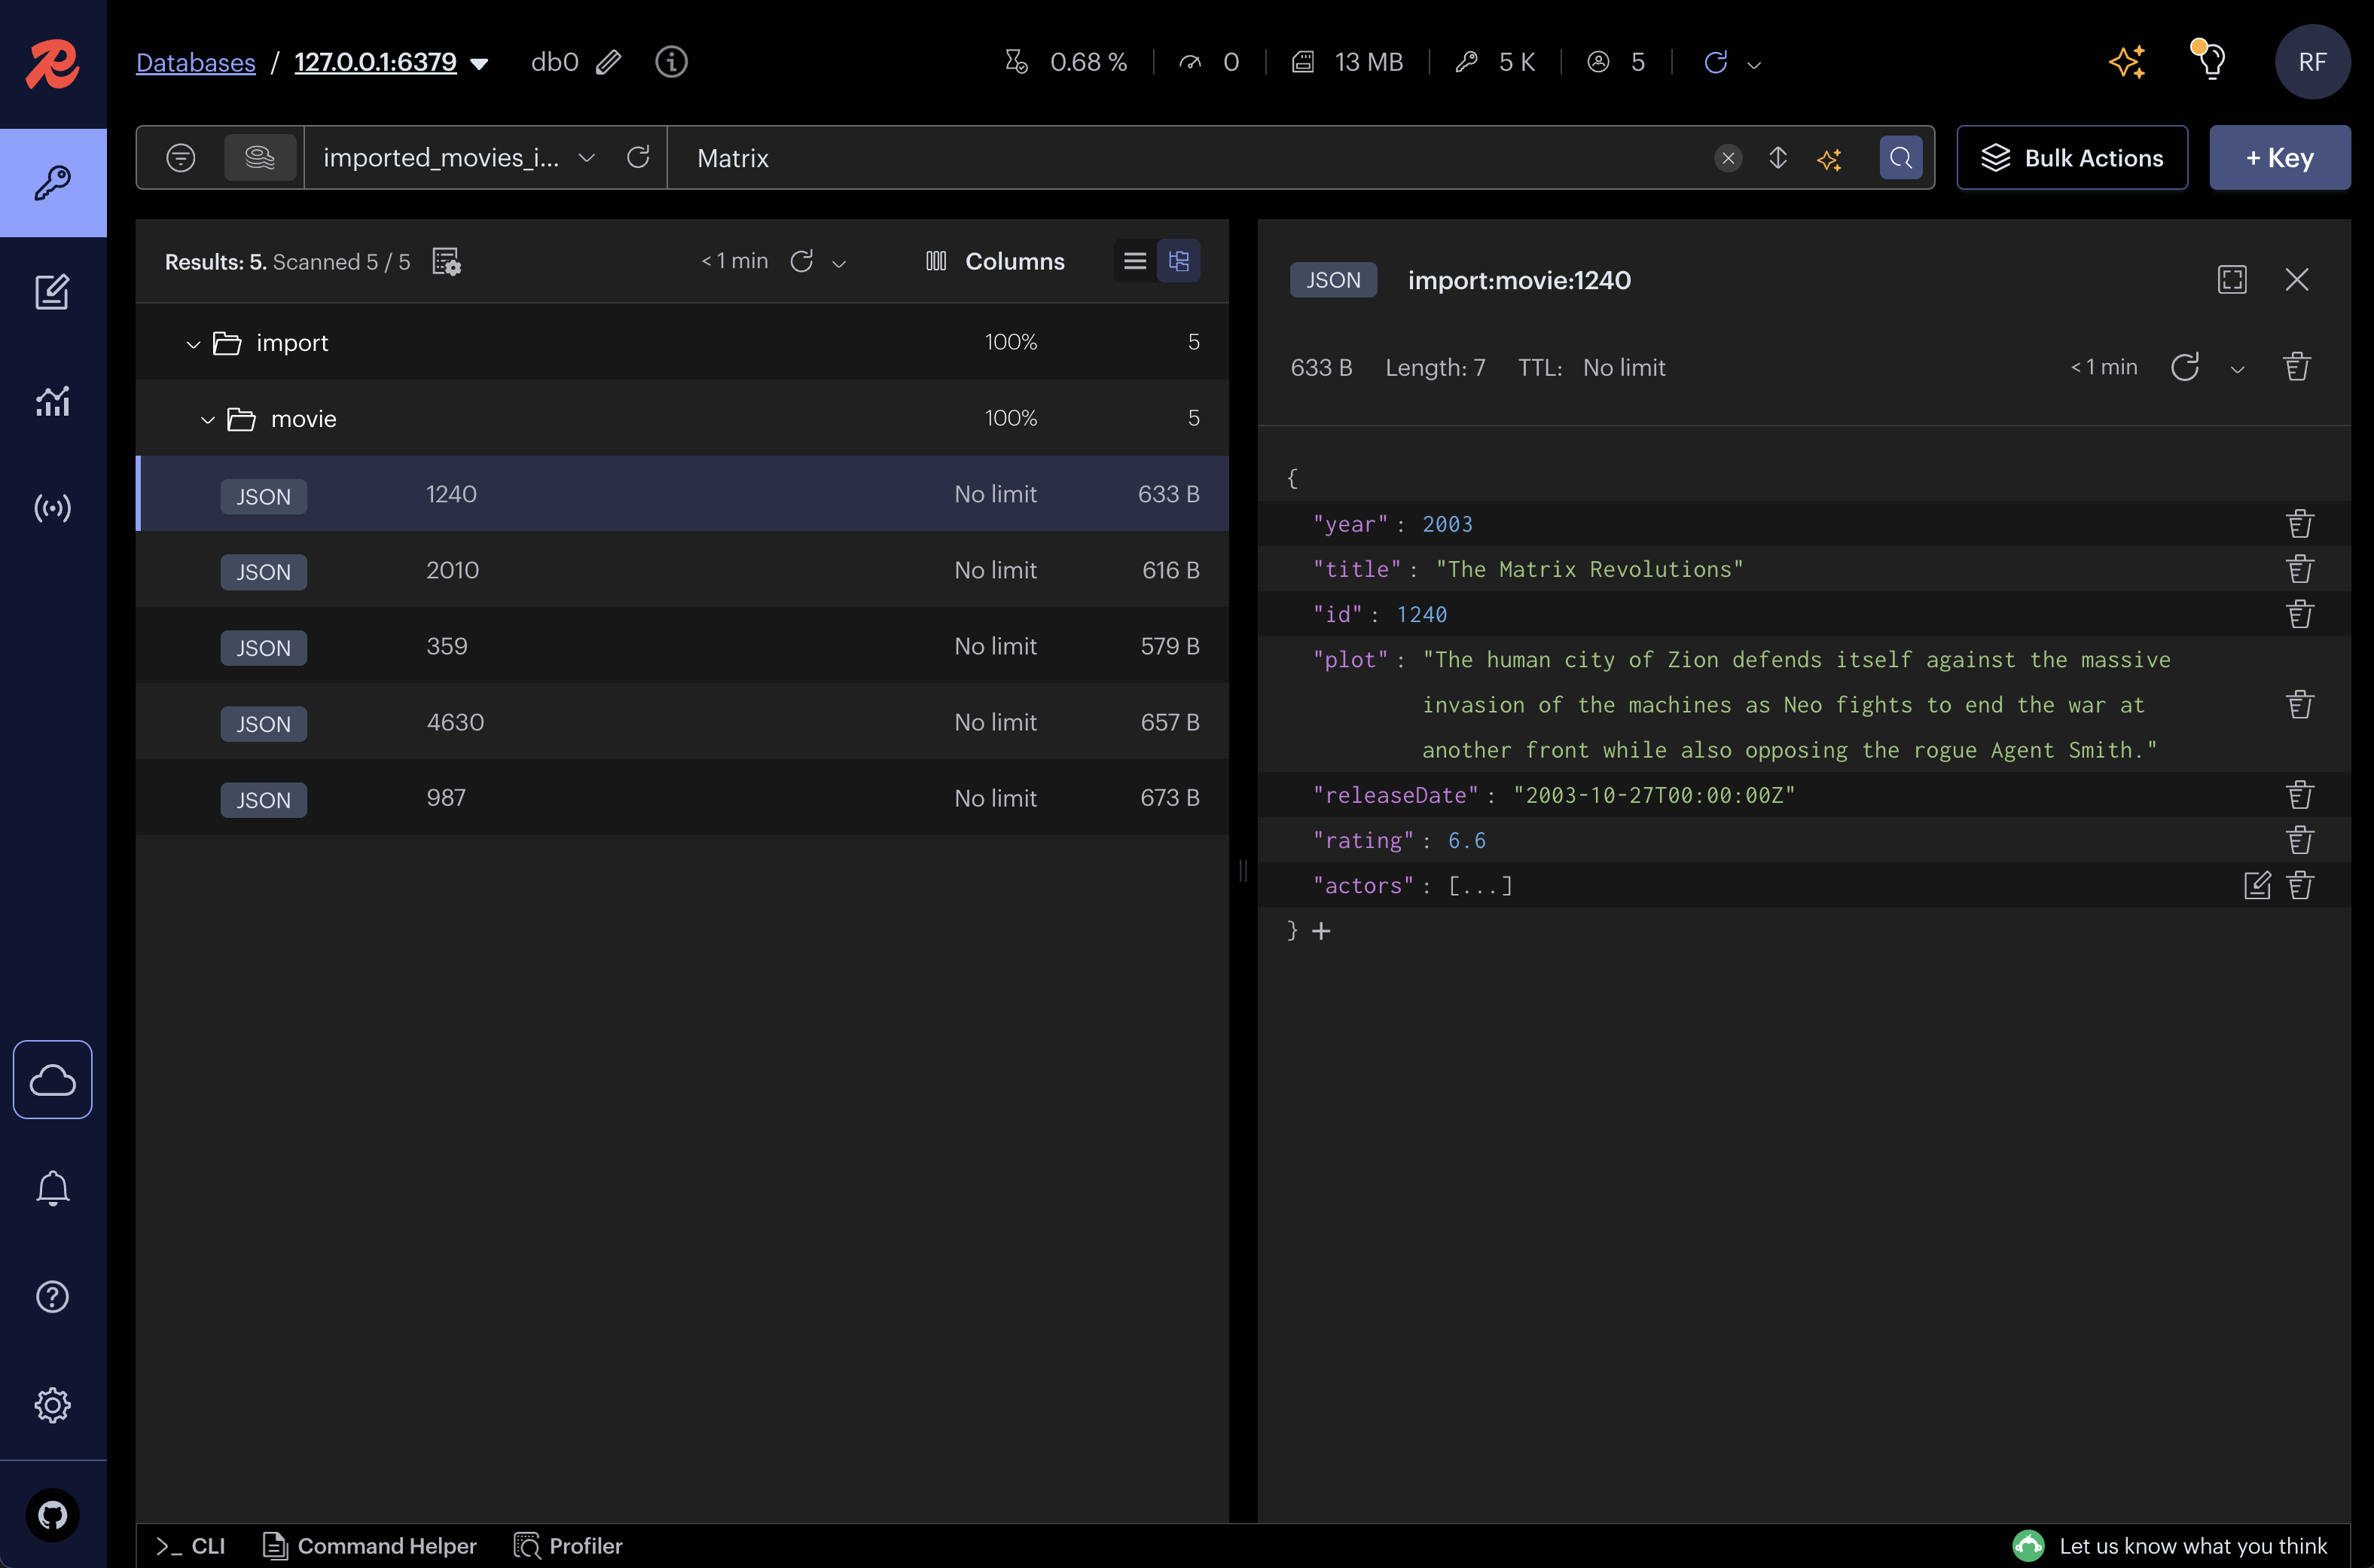 Databases / 127.0.0.1:6379 db0
0.68 % 0 13 MB 5 K 5
RF
imported_movies_i... Matrix
Bulk Actions
+ Key
Results: 5. Scanned 5 / 5 < 1 min Columns
import 100% 5
movie 100% 5
JSON 1240 No limit 633 B
JSON 2010 No limit 616 B
JSON 359 No limit 579 B
JSON 4630 No limit 657 B
JSON 987 No limit 673 B
JSON import:movie:1240
633 B Length: 7 TTL: No limit < 1 min
{
"year" : 2003
"title" : "The Matrix Revolutions"
"id" : 1240
"plot" : "The human city of Zion defends itself against the massive
invasion of the machines as Neo fights to end the war at
another front while also opposing the rogue Agent Smith."
"releaseDate" : "2003-10-27T00:00:00Z"
"rating" : 6.6
"actors" : [...]
} +
>_ CLI Command Helper Profiler
Let us know what you think